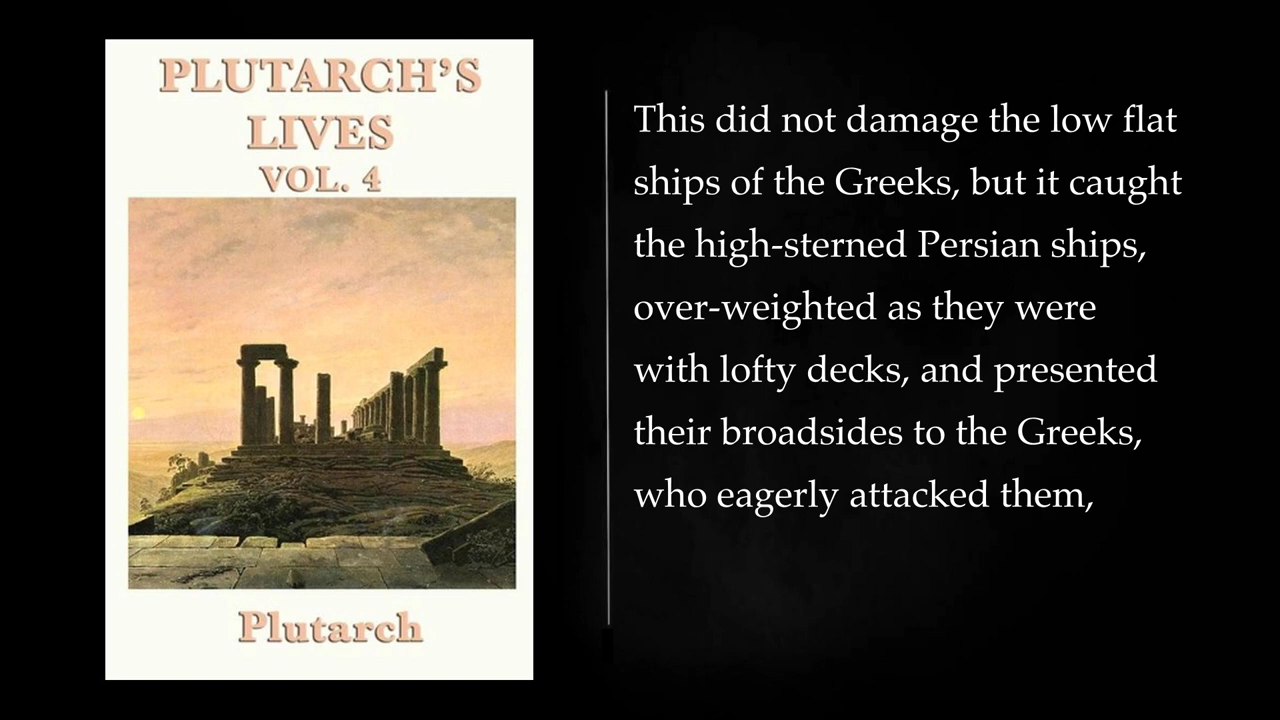 PLUTARCH'S
LIVES
VOL. 4
Plutarch
This did not damage the low flat
ships of the Greeks, but it caught
the high-sterned Persian ships,
over-weighted as they were
with lofty decks, and presented
their broadsides to the Greeks,
who eagerly attacked them,